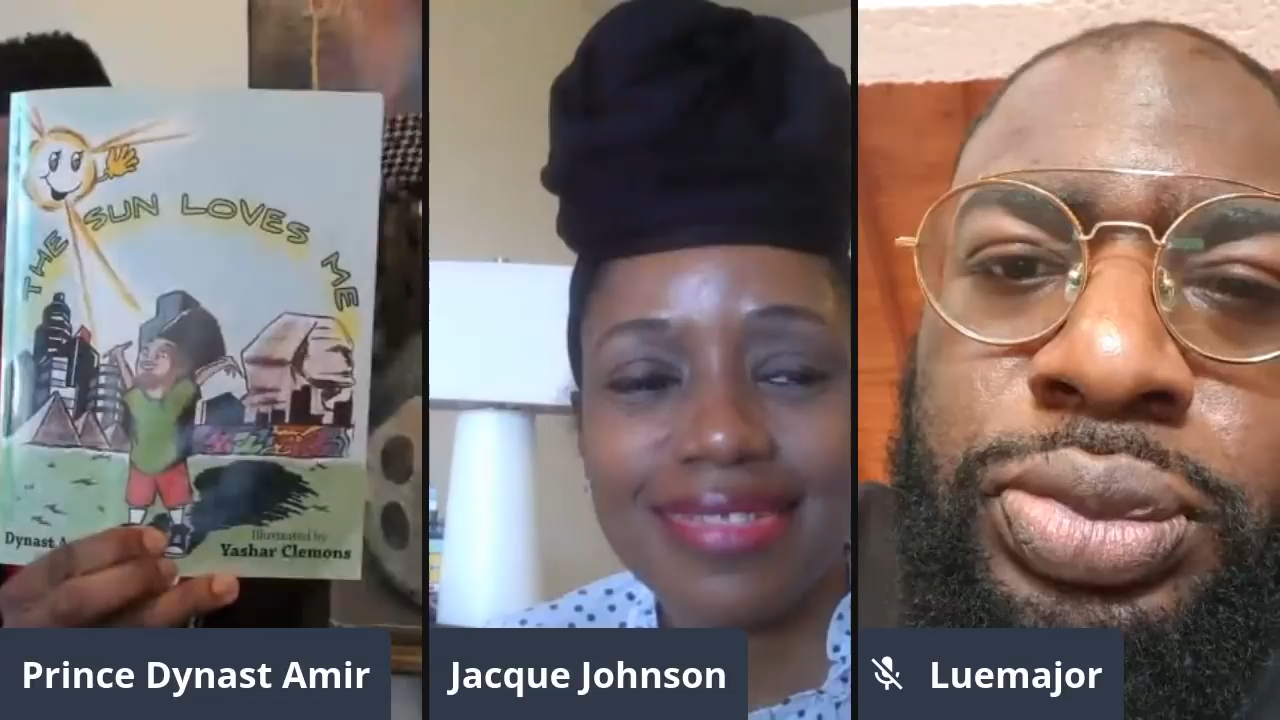 THE SUN LOVES ME
Dynast
Illustrated by
Yashar Clemons
Prince Dynast Amir
Jacque Johnson
Luemajor